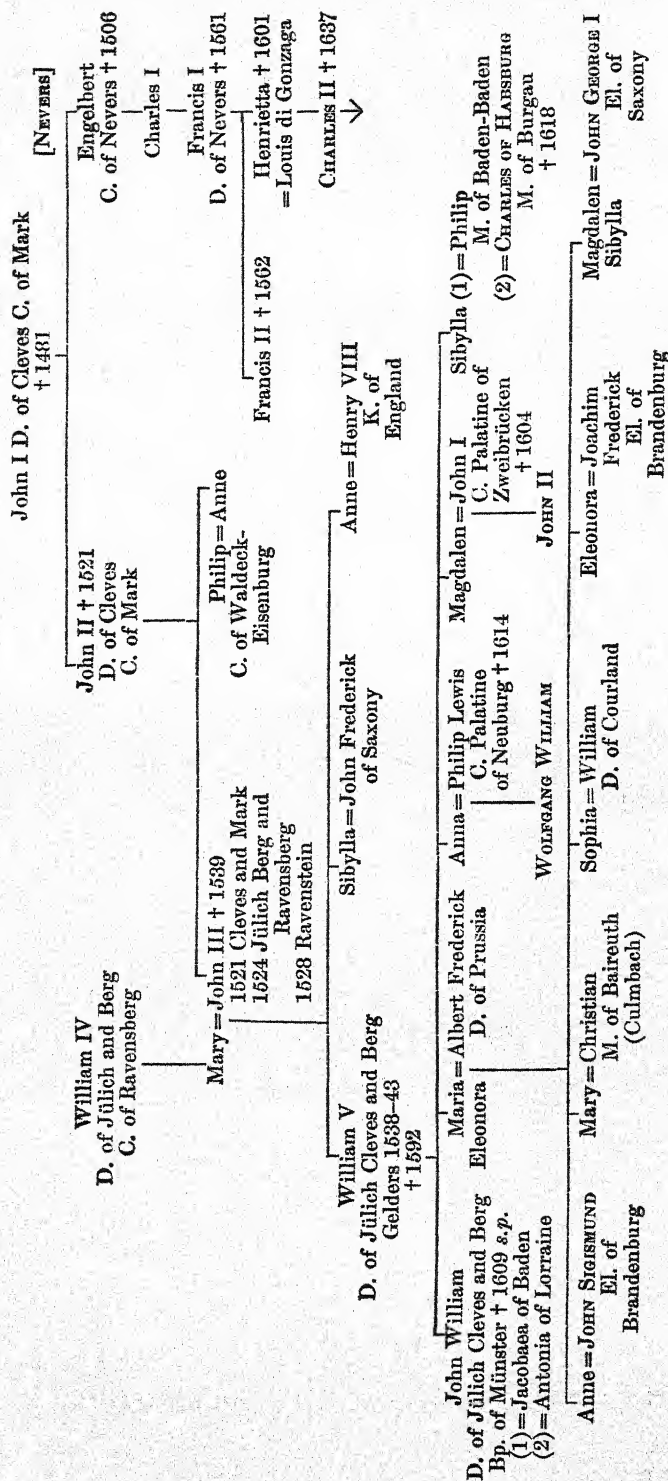 John I D. of Cleves C. of Mark
† 1481
[NEVERS]
William IV
D. of Jülich and Berg
C. of Ravensberg
John II † 1521
D. of Cleves
C. of Mark
Engelbert
C. of Nevers † 1506
Charles I
Francis I
D. of Nevers † 1561
Mary=John III † 1539
1521 Cleves and Mark
1524 Jülich Berg and
Ravensberg
1528 Ravenstein
Philip=Anne
C. of Waldeck-
Eisenburg
Francis II † 1562
Henrietta † 1601
=Louis di Gonzaga
CHARLES II † 1637
William V
D. of Jülich Cleves and Berg
Gelders 1538–43
† 1592
Sibylla=John Frederick
of Saxony
Anne=Henry VIII
K. of
England
John William
D. of Jülich Cleves and Berg
Bp. of Münster † 1609 s.p.
(1)=Jacobaea of Baden
(2)=Antonia of Lorraine
Maria=Albert Frederick
D. of Prussia
Eleonora
Anna=Philip Lewis
C. Palatine
of Neuburg † 1614
WOLFGANG WILLIAM
Magdalen=John I
C. Palatine of
Zweibrücken
† 1604
JOHN II
Sibylla (1)=Philip
M. of Baden-Baden
(2)=CHARLES OF HABSBURG
M. of Burgau
† 1618
Anne=JOHN SIGISMUND
El. of
Brandenburg
Mary=Christian
M. of Baireuth
(Culmbach)
Sophia=William
D. of Courland
Eleonora=Joachim
Frederick
El. of
Brandenburg
Magdalen=JOHN GEORGE I
Sibylla
El. of
Saxony